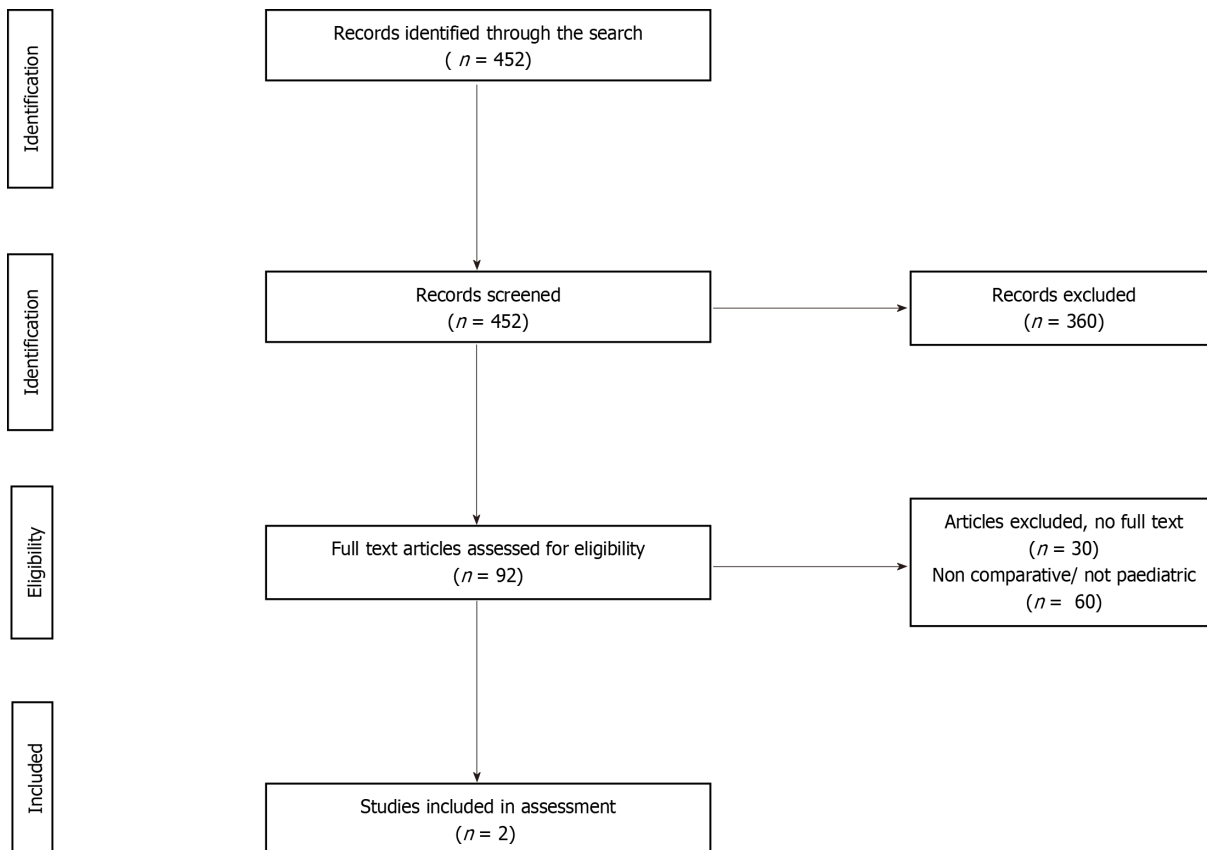 Identification
Records identified through the search
( n = 452)
Identification
Records screened
(n = 452)
Records excluded
(n = 360)
Eligibility
Full text articles assessed for eligibility
(n = 92)
Articles excluded, no full text
(n = 30)
Non comparative/ not paediatric
(n = 60)
Included
Studies included in assessment
(n = 2)